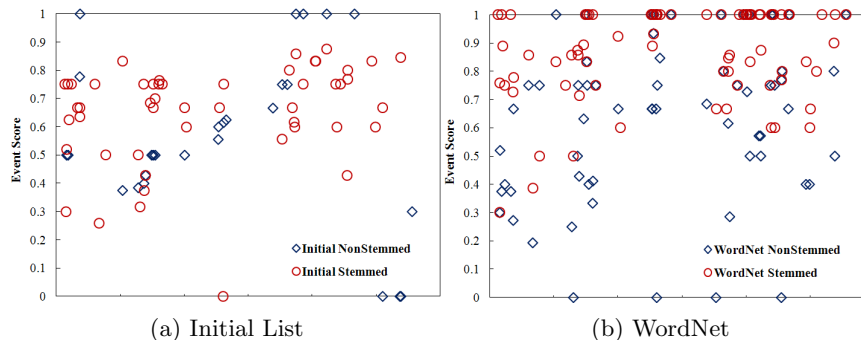 1
0.9
0.8
0.7
0.6
0.5
0.4
0.3
0.2
0.1
0
Event Score
Initial NonStemmed
Initial Stemmed
(a) Initial List
1
0.9
0.8
0.7
0.6
0.5
0.4
0.3
0.2
0.1
0
Event Score
WordNet NonStemmed
WordNet Stemmed
(b) WordNet